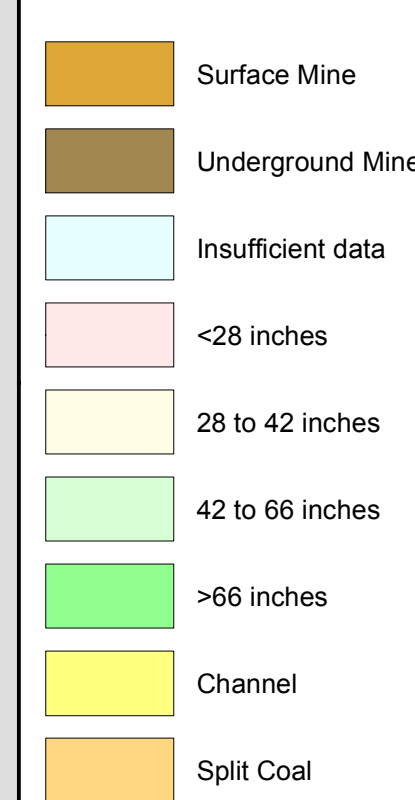 Surface Mine
Underground Mine
Insufficient data
<28 inches
28 to 42 inches
42 to 66 inches
>66 inches
Channel
Split Coal